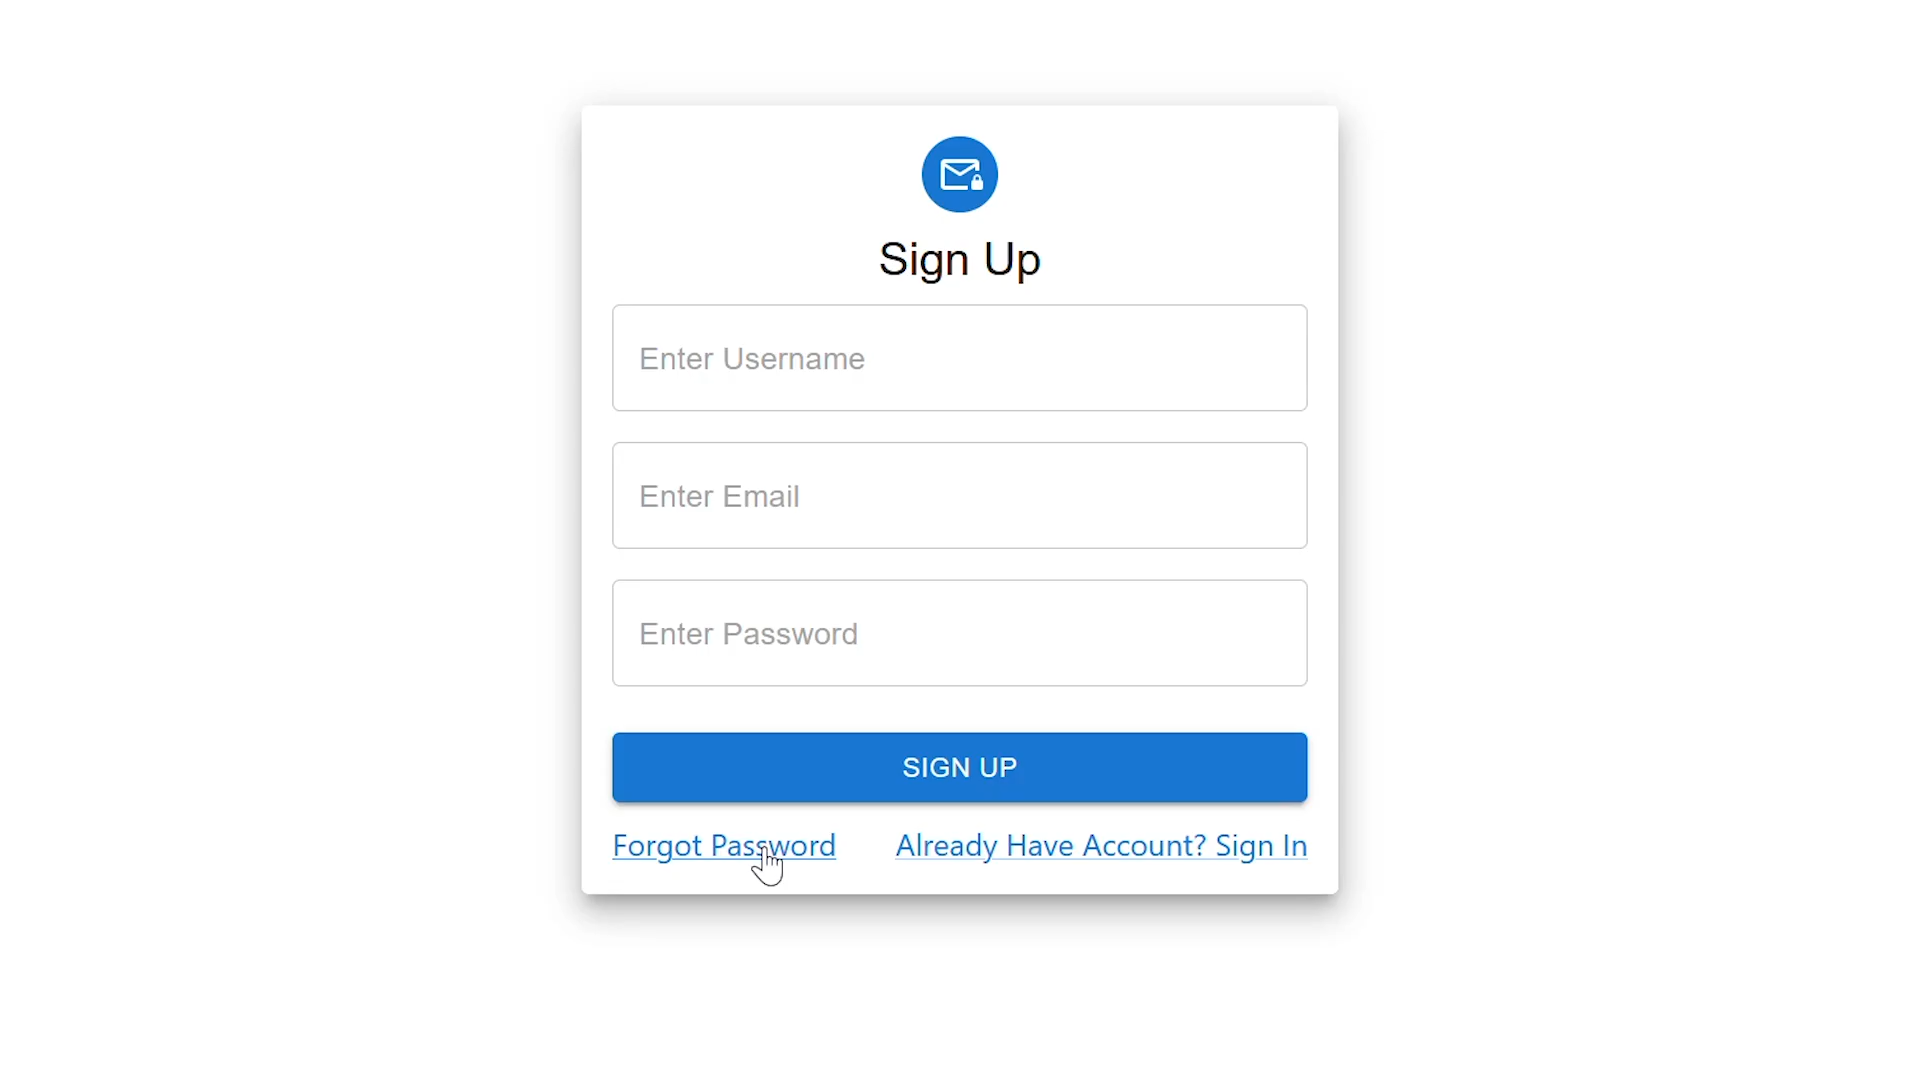 Sign Up
Enter Username
Enter Email
Enter Password
SIGN UP
Forgot Password Already Have Account? Sign In